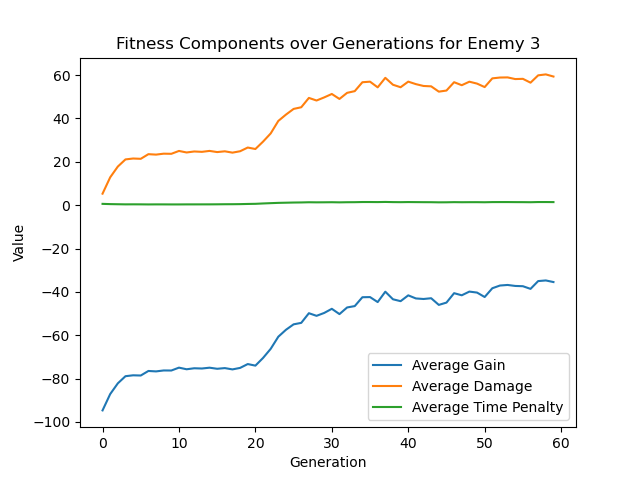 Fitness Components over Generations for Enemy 3
60
40
20
0
−20
−40
−60
−80
−100
Value
Average Gain
Average Damage
Average Time Penalty
0 10 20 30 40 50 60
Generation